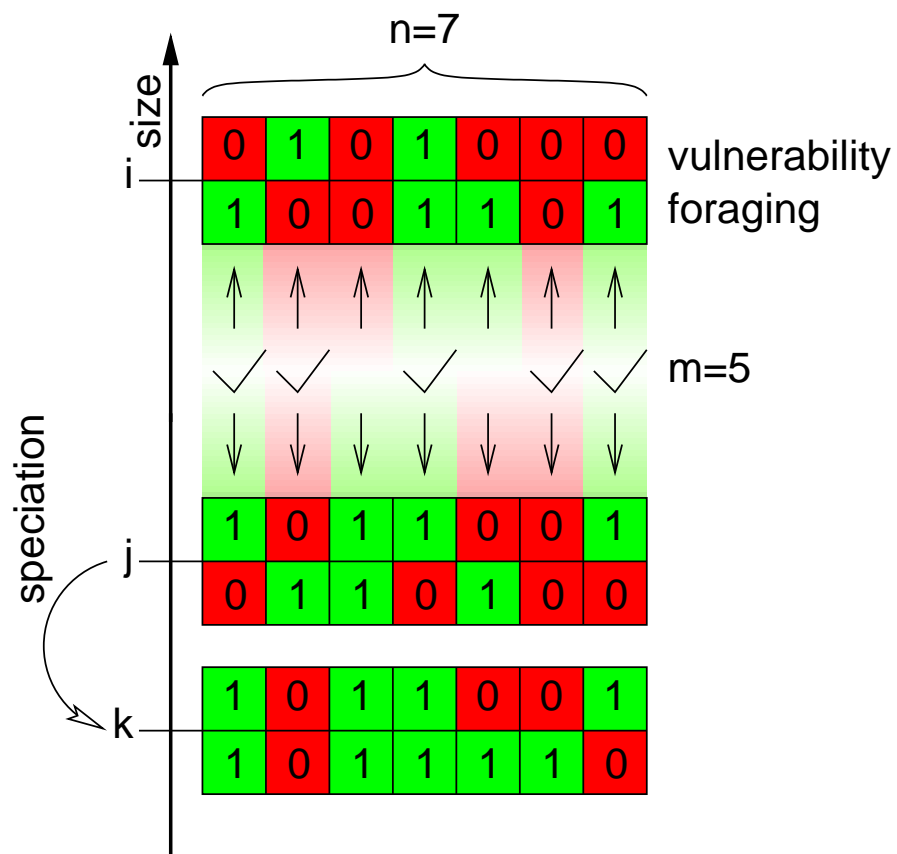 n=7
size
i
0 1 0 1 0 0 0
1 0 0 1 1 0 1
vulnerability
foraging
m=5
speciation
j
1 0 1 1 0 0 1
0 1 1 0 1 0 0
k
1 0 1 1 0 0 1
1 0 1 1 1 1 0